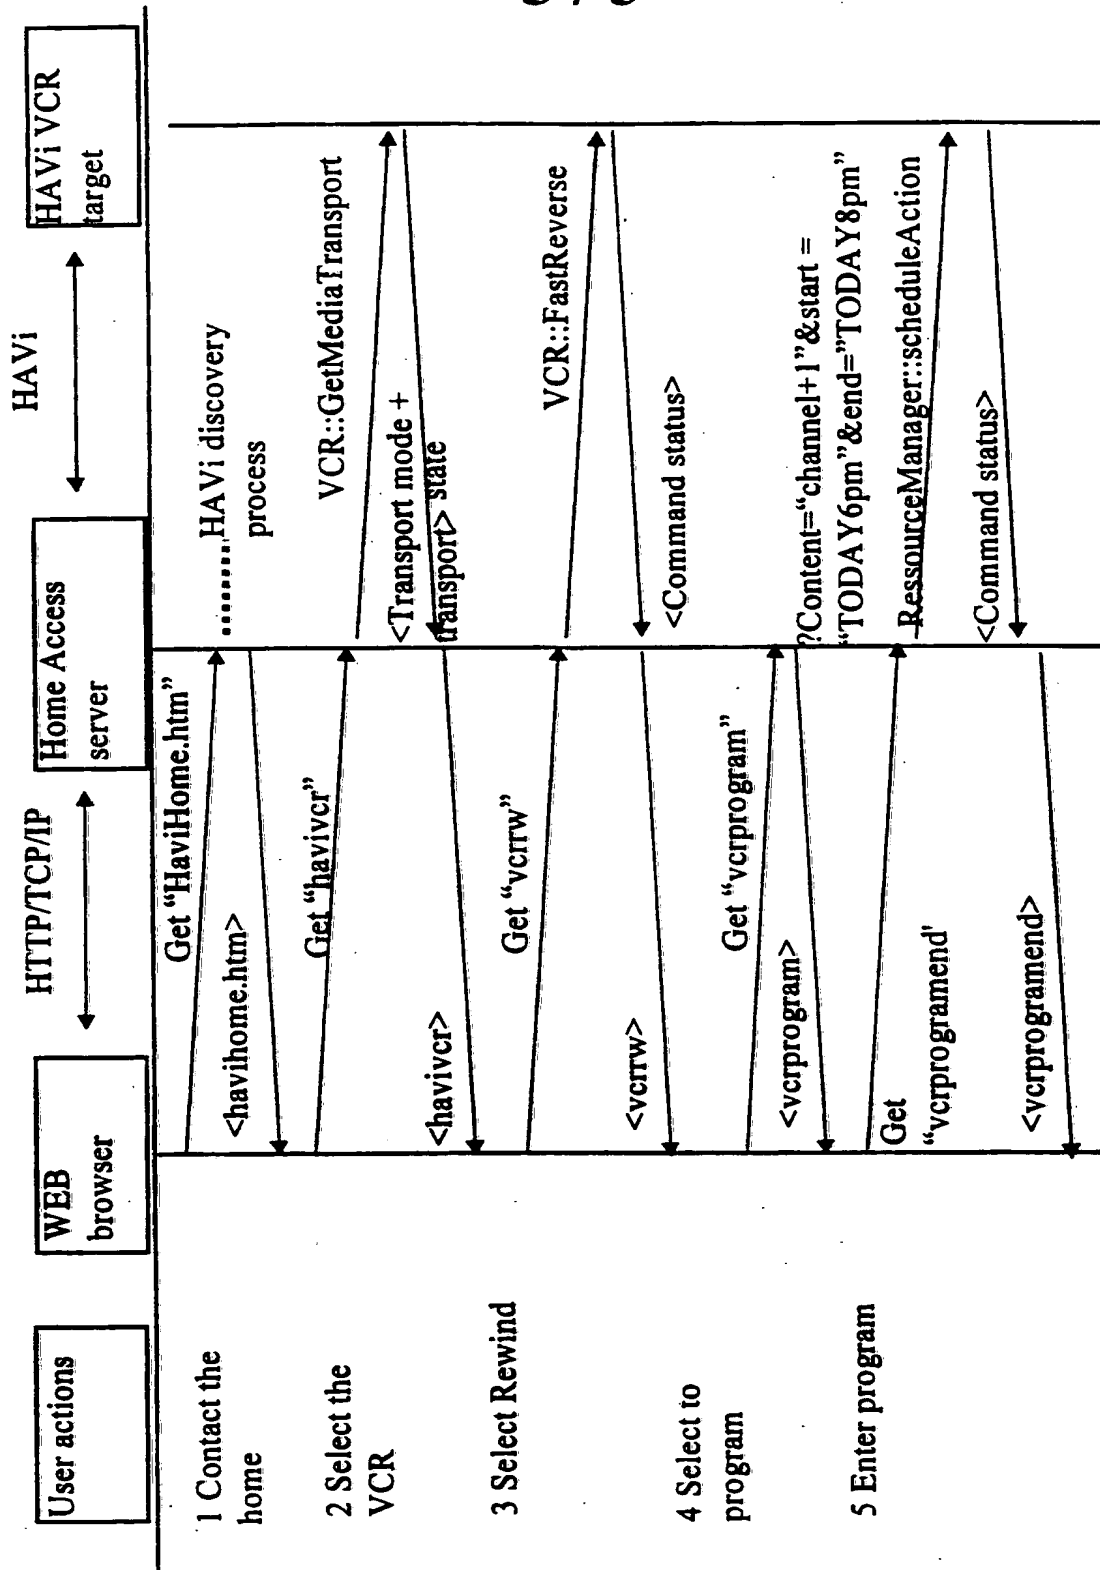 User actions
WEB
browser
HTTP/TCP/IP
Home Access
server
HAVi
HAVi VCR
target
1 Contact the
home
Get “HaviHome.htm”
<havihome.htm>
HAVi discovery
process
2 Select the
VCR
Get “havivcr”
VCR::GetMediaTransport
<Transport mode +
transport> state
<havivcr>
3 Select Rewind
Get “vcrrw”
VCR::FastReverse
<Command status>
<vcrrw>
4 Select to
program
Get “vcrprogram”
<vcrprogram>
5 Enter program
Get
“vcrprogramend'
?Content=“channel+1”&start =
“TODAY6pm”&end=”TODAY8pm”
RessourceManager::scheduleAction
<Command status>
<vcrprogramend>